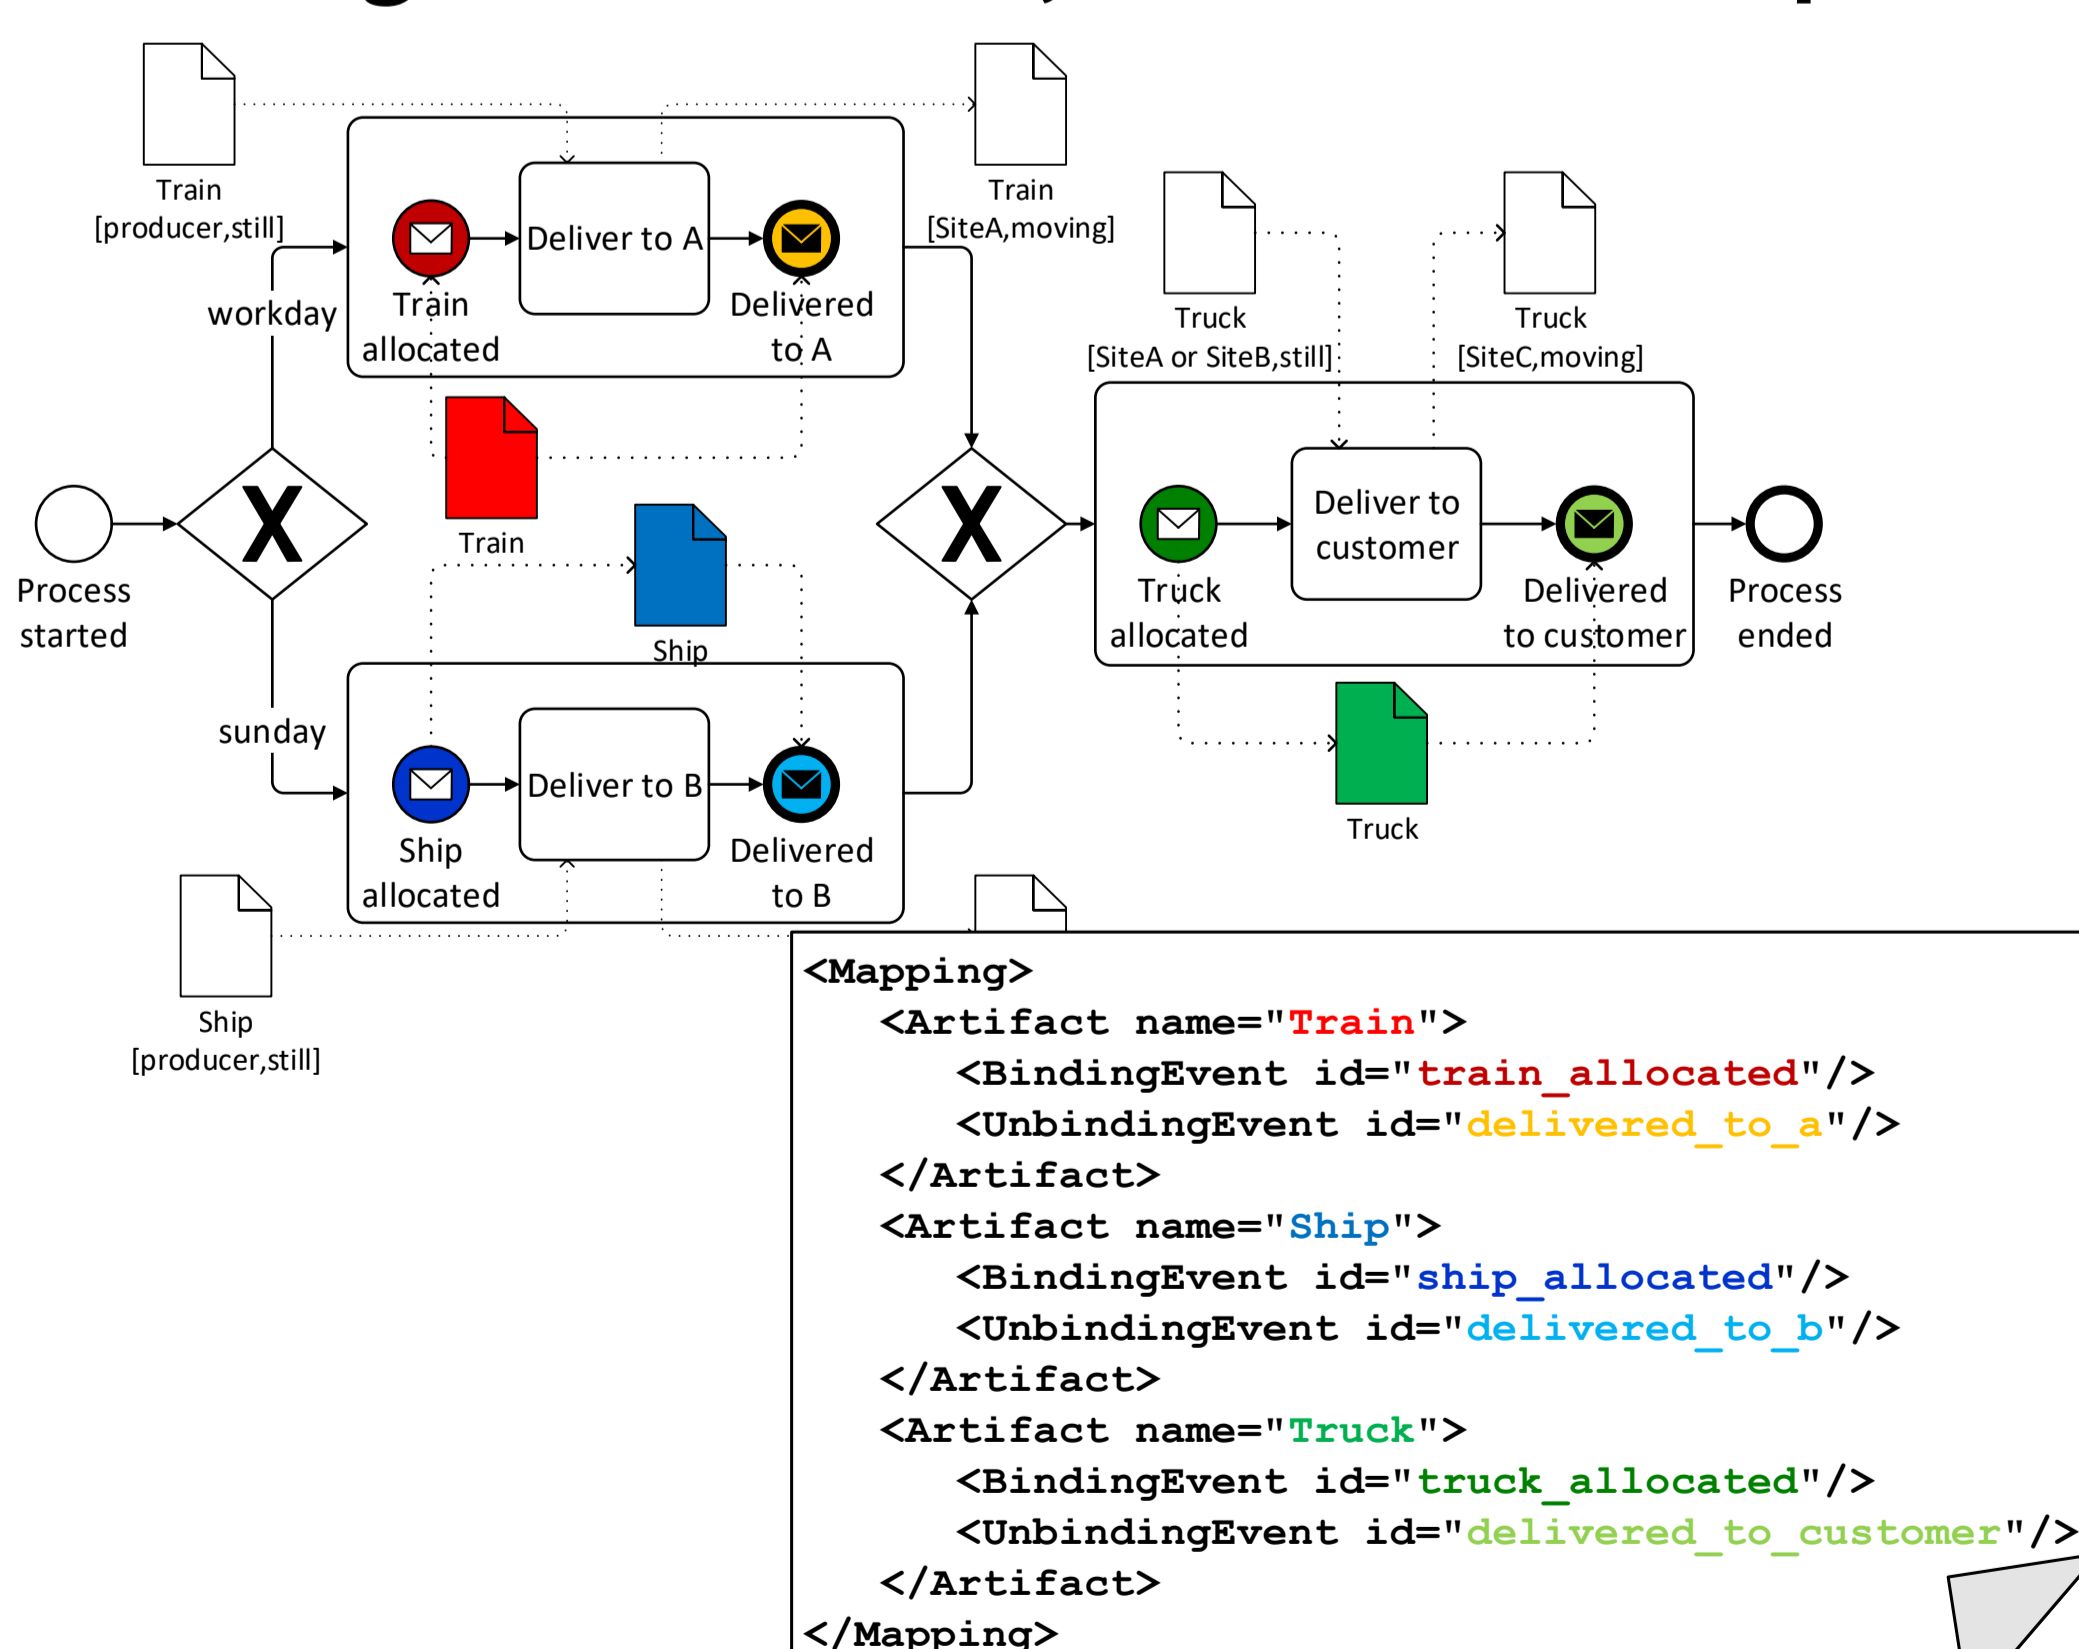 Train
[producer,still]
Train
[SiteA,moving]
Deliver to A
Train
allocated
Delivered
to A
workday
Truck
[SiteA or SiteB,still]
Truck
[SiteC,moving]
Train
X
X
Deliver to
customer
Process
started
Truck
allocated
Delivered
to customer
Process
ended
Ship
sunday
Deliver to B
Ship
allocated
Delivered
to B
Truck
Ship
[producer,still]
<Mapping>
<Artifact name="Train">
<BindingEvent id="train_allocated"/>
<UnbindingEvent id="delivered_to_a"/>
</Artifact>
<Artifact name="Ship">
<BindingEvent id="ship_allocated"/>
<UnbindingEvent id="delivered_to_b"/>
</Artifact>
<Artifact name="Truck">
<BindingEvent id="truck_allocated"/>
<UnbindingEvent id="delivered_to_customer"/>
</Artifact>
</Mapping>